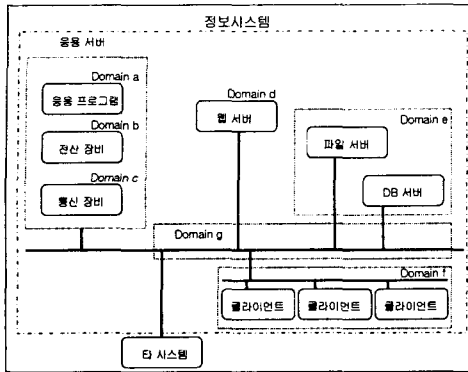 정보시스템
응용 서버
Domain a
응용 프로그램
Domain b
전산 장비
Domain c
통신 장비
Domain d
웹 서버
Domain e
파일 서버
DB 서버
Domain g
Domain f
클라이언트 클라이언트 클라이언트
타 시스템